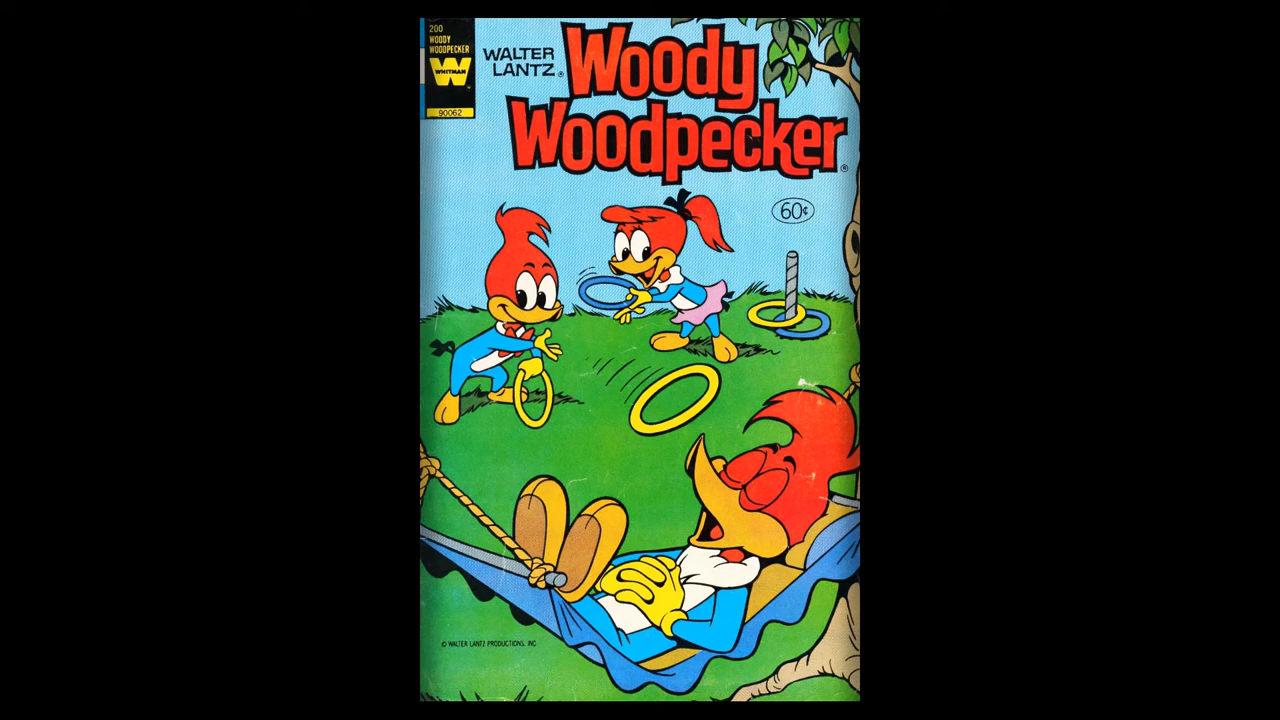 200
WOODY
WOODPECKER
WHITMAN
90062
WALTER
LANTZ®
Woody
Woodpecker®
60¢
© WALTER LANTZ PRODUCTIONS, INC.